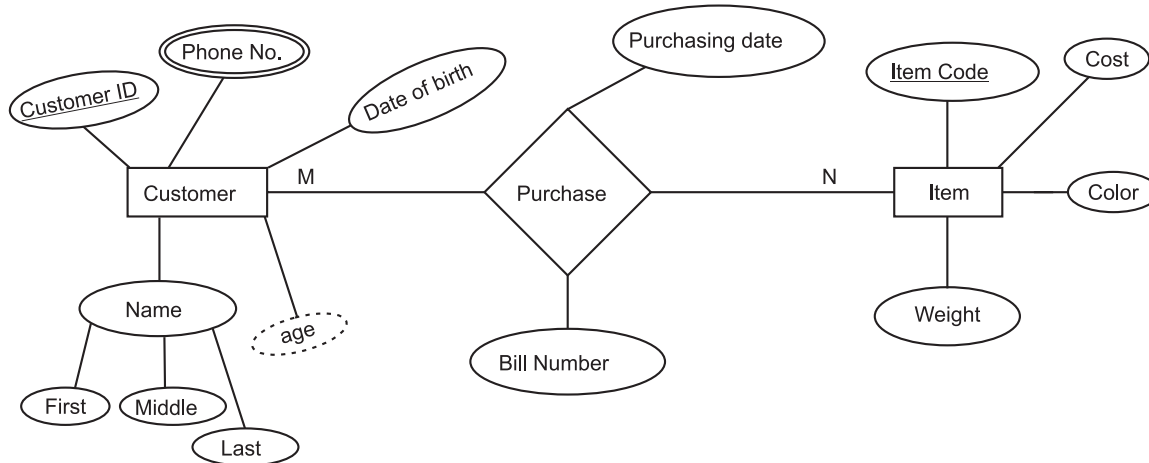 Phone No.
Purchasing date
Customer ID
Date of birth
Item Code
Cost
Customer
M
Purchase
N
Item
Color
Name
age
Weight
Bill Number
First
Middle
Last